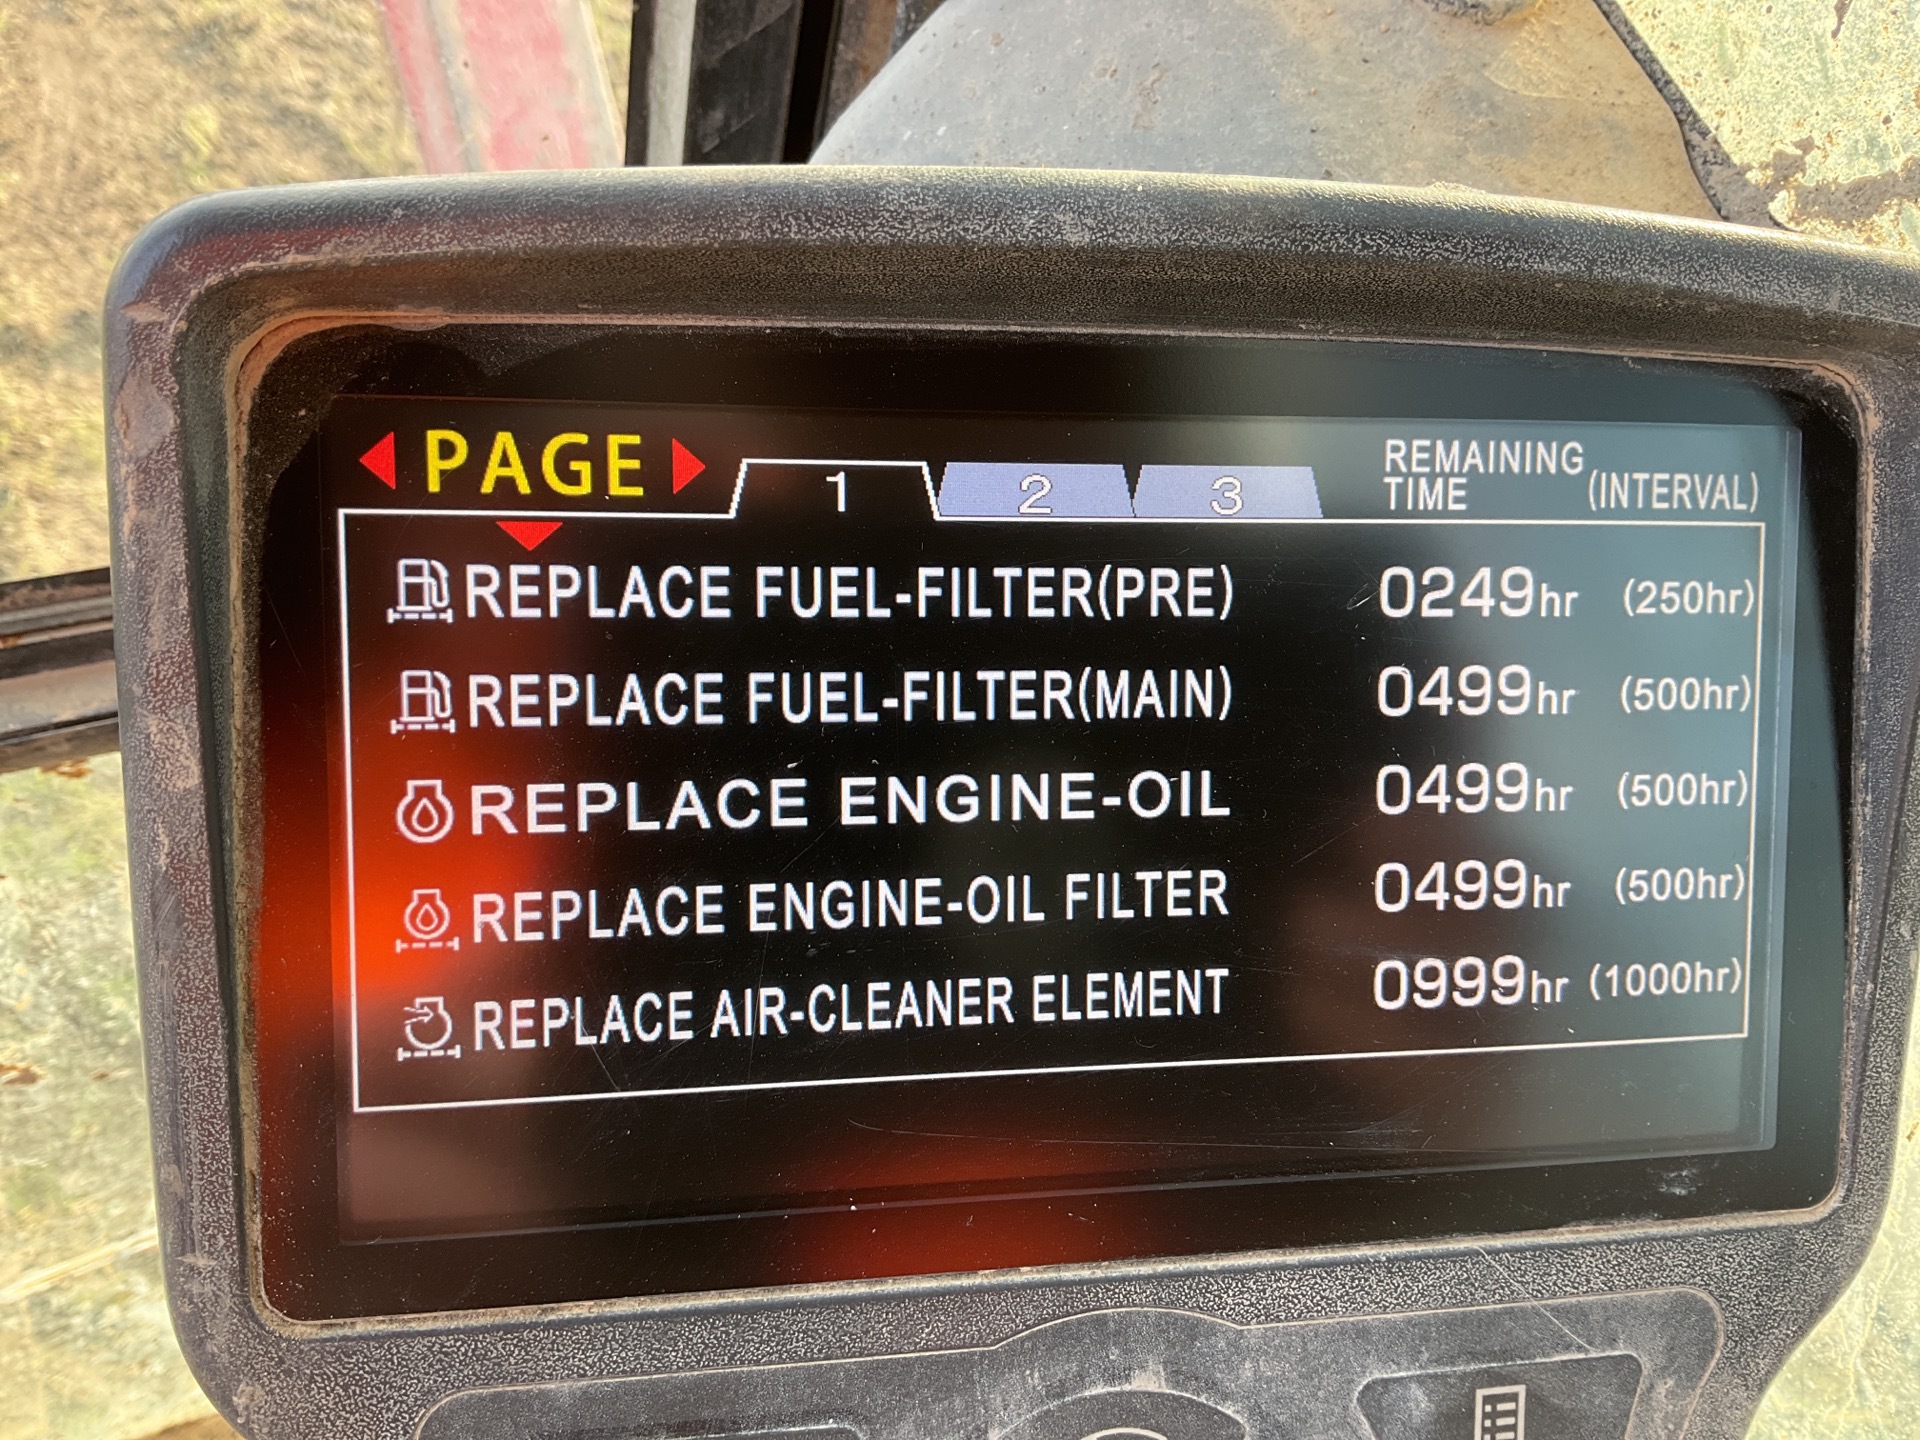 PAGE 1 2 3 REMAINING TIME (INTERVAL)
REPLACE FUEL-FILTER(PRE) 0249hr (250hr)
REPLACE FUEL-FILTER(MAIN) 0499hr (500hr)
REPLACE ENGINE-OIL 0499hr (500hr)
REPLACE ENGINE-OIL FILTER 0499hr (500hr)
REPLACE AIR-CLEANER ELEMENT 0999hr (1000hr)